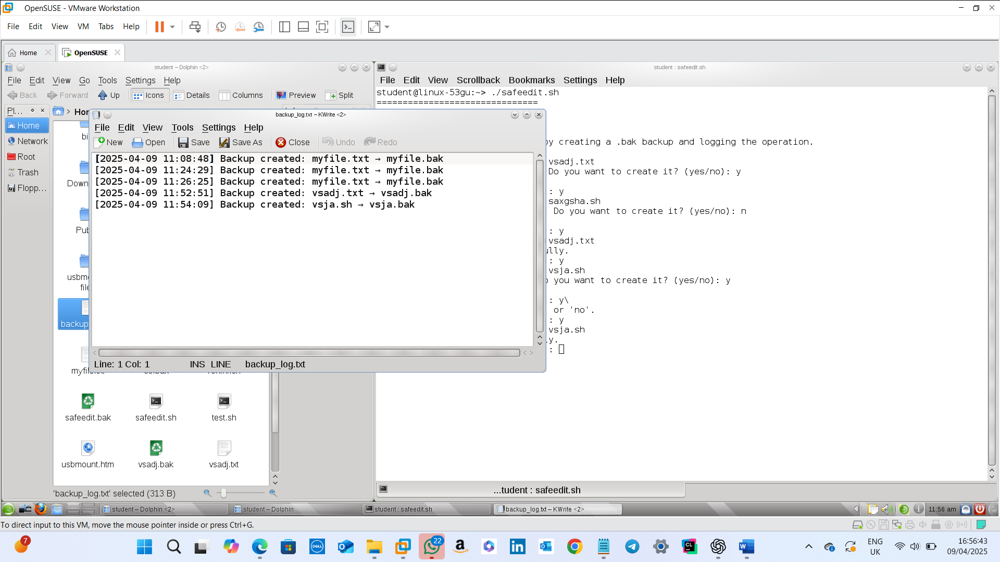 OpenSUSE - VMware Workstation
File Edit View VM Tabs Help
Home OpenSUSE
student – Dolphin <2>
student : safeedit.sh
File Edit View Go Tools Settings Help
File Edit View Scrollback Bookmarks Settings Help
Back Forward Up Icons Details Columns Preview Split
student@linux-53gu:~> ./safeedit.sh
===============================
Pl...
Home
Network
Root
Trash
Flopp...
backup_log.txt – KWrite <2>
File Edit View Tools Settings Help
New Open Save Save As Close Undo Redo
[2025-04-09 11:08:48] Backup created: myfile.txt → myfile.bak
[2025-04-09 11:24:29] Backup created: myfile.txt → myfile.bak
[2025-04-09 11:26:25] Backup created: myfile.txt → myfile.bak
[2025-04-09 11:52:51] Backup created: vsadj.txt → vsadj.bak
[2025-04-09 11:54:09] Backup created: vsja.sh → vsja.bak
Line: 1 Col: 1 INS LINE backup_log.txt
by creating a .bak backup and logging the operation.
vsadj.txt
Do you want to create it? (yes/no): y
: y
saxgsha.sh
Do you want to create it? (yes/no): n
: y
vsadj.txt
ully.
: y
vsja.sh
o you want to create it? (yes/no): y
: y\
or 'no'.
: y
vsja.sh
y.
:
bi
Down
Pub
usbmo
file
backup
safeedit.bak safeedit.sh test.sh
usbmount.htm vsadj.bak vsadj.txt
'backup_log.txt' selected (313 B)
...tudent : safeedit.sh
student – Dolphin <2> student – Dolphin student : safeedit.sh backup_log.txt – KWrite <2> 11:56 am
To direct input to this VM, move the mouse pointer inside or press Ctrl+G.
7
DELL
22
CL
ENG
UK
16:56:43
09/04/2025